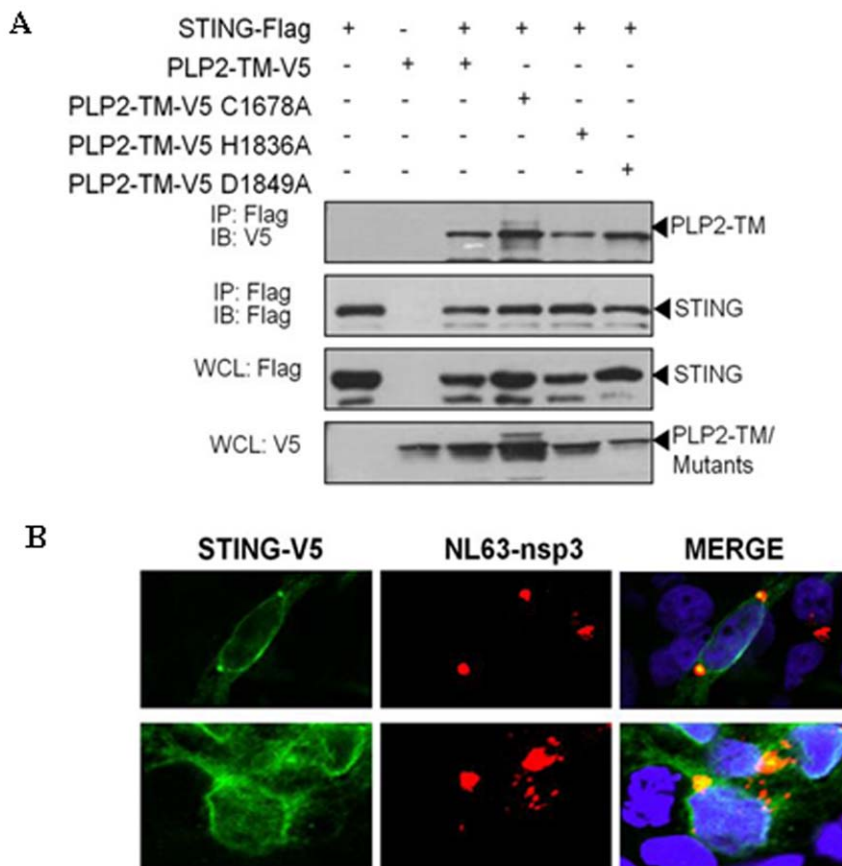 A
STING-Flag + - + + + +
PLP2-TM-V5 - + + - - -
PLP2-TM-V5 C1678A - - - + - -
PLP2-TM-V5 H1836A - - - - + -
PLP2-TM-V5 D1849A - - - - - +
IP: Flag
IB: V5
PLP2-TM
IP: Flag
IB: Flag
STING
WCL: Flag
STING
WCL: V5
PLP2-TM/
Mutants
B
STING-V5 NL63-nsp3 MERGE